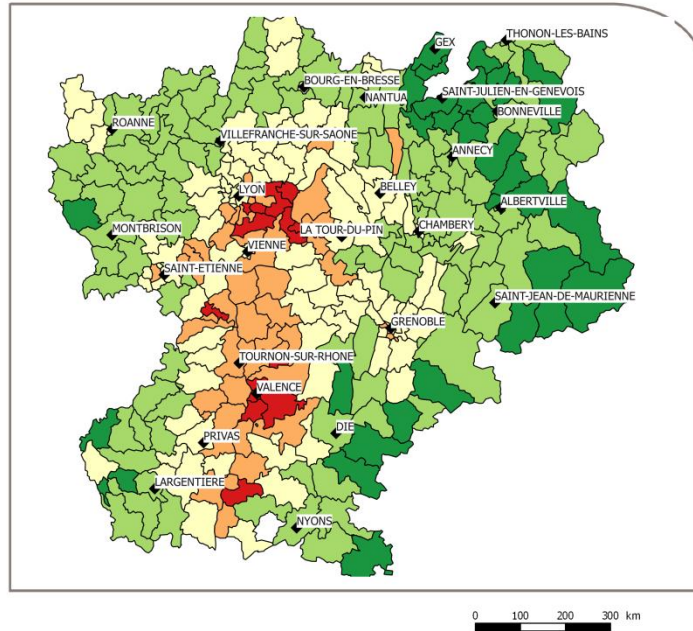 THONON-LES-BAINS
GEX
BOURG-EN-BRESSE
SAINT-JULIEN-EN-GENEVOIS
NANTUA
BONNEVILLE
ROANNE
VILLEFRANCHE-SUR-SAONE
ANNECY
LYON
BELLEY
ALBERTVILLE
MONTBRISON
LA TOUR-DU-PIN
CHAMBERY
VIENNE
SAINT-ETIENNE
SAINT-JEAN-DE-MAURIENNE
GRENOBLE
TOURNON-SUR-RHONE
VALENCE
PRIVAS
DIE
LARGENTIERE
NYONS
0 100 200 300 km